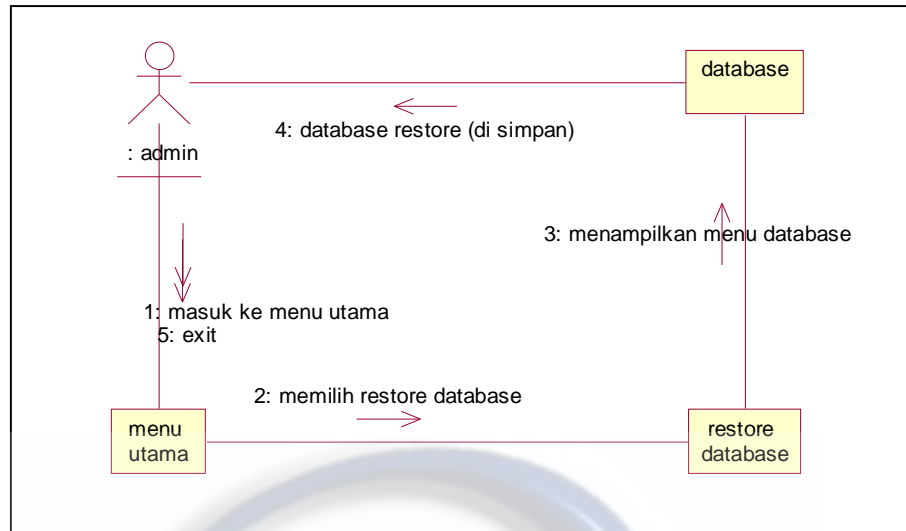 database
4: database restore (di simpan)
: admin
3: menampilkan menu database
1: masuk ke menu utama
5: exit
2: memilih restore database
menu
utama
restore
database